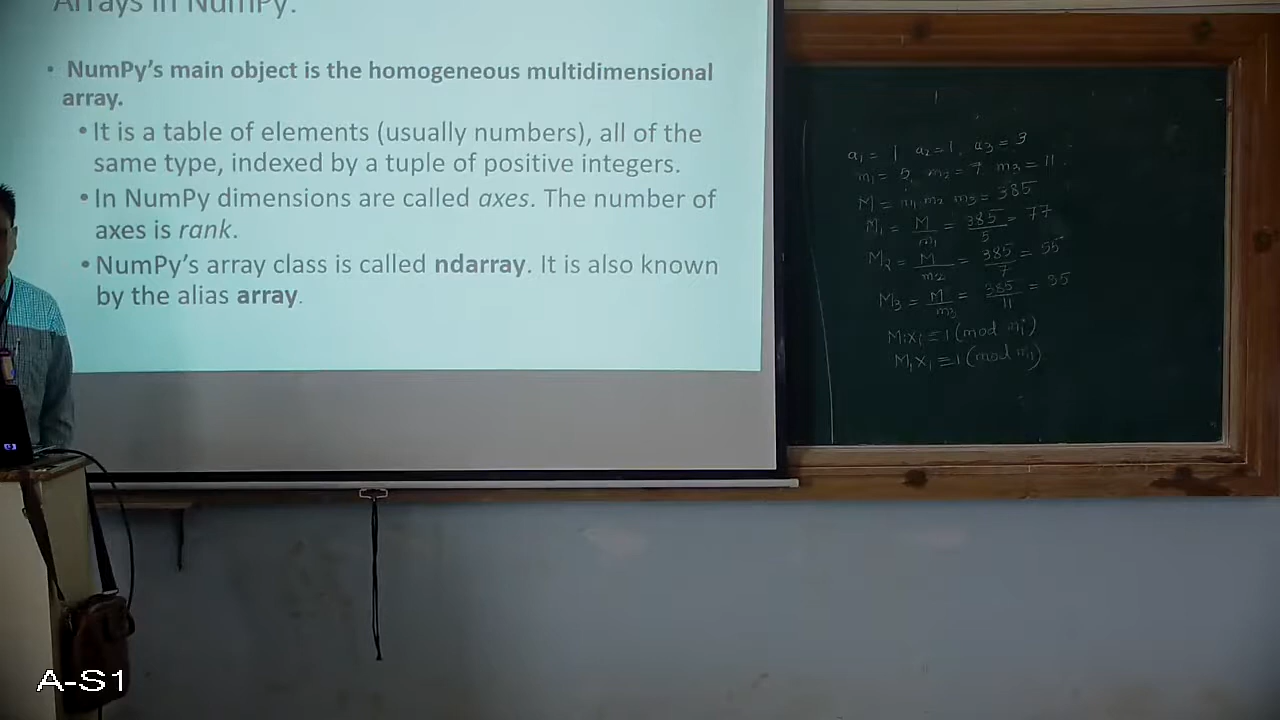 Arrays in NumPy.
• NumPy's main object is the homogeneous multidimensional
array.
• It is a table of elements (usually numbers), all of the
same type, indexed by a tuple of positive integers.
• In NumPy dimensions are called axes. The number of
axes is rank.
• NumPy's array class is called ndarray. It is also known
by the alias array.
a₁ = 1 a₂ = 1, a₃ = 3
m₁ = 5, m₂ = 7, m₃ = 11
M = m₁ m₂ m₃ = 385
M₁ = M/m₁ = 385/5 = 77
M₂ = M/m₂ = 385/7 = 55
M₃ = M/m₃ = 385/11 = 35
Mᵢxᵢ ≡ 1 (mod mᵢ)
M₁x₁ ≡ 1 (mod m₁)
A-S1